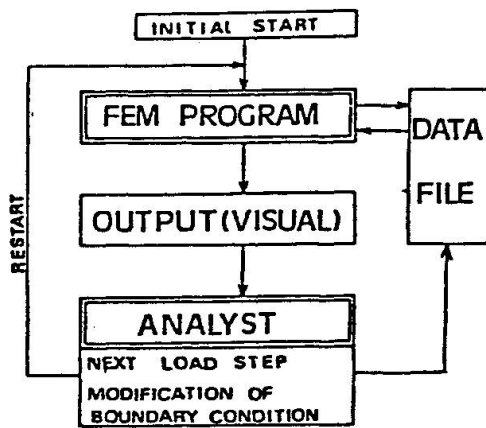 INITIAL START
FEM PROGRAM
DATA
FILE
OUTPUT (VISUAL)
RESTART
ANALYST
NEXT LOAD STEP
MODIFICATION OF
BOUNDARY CONDITION